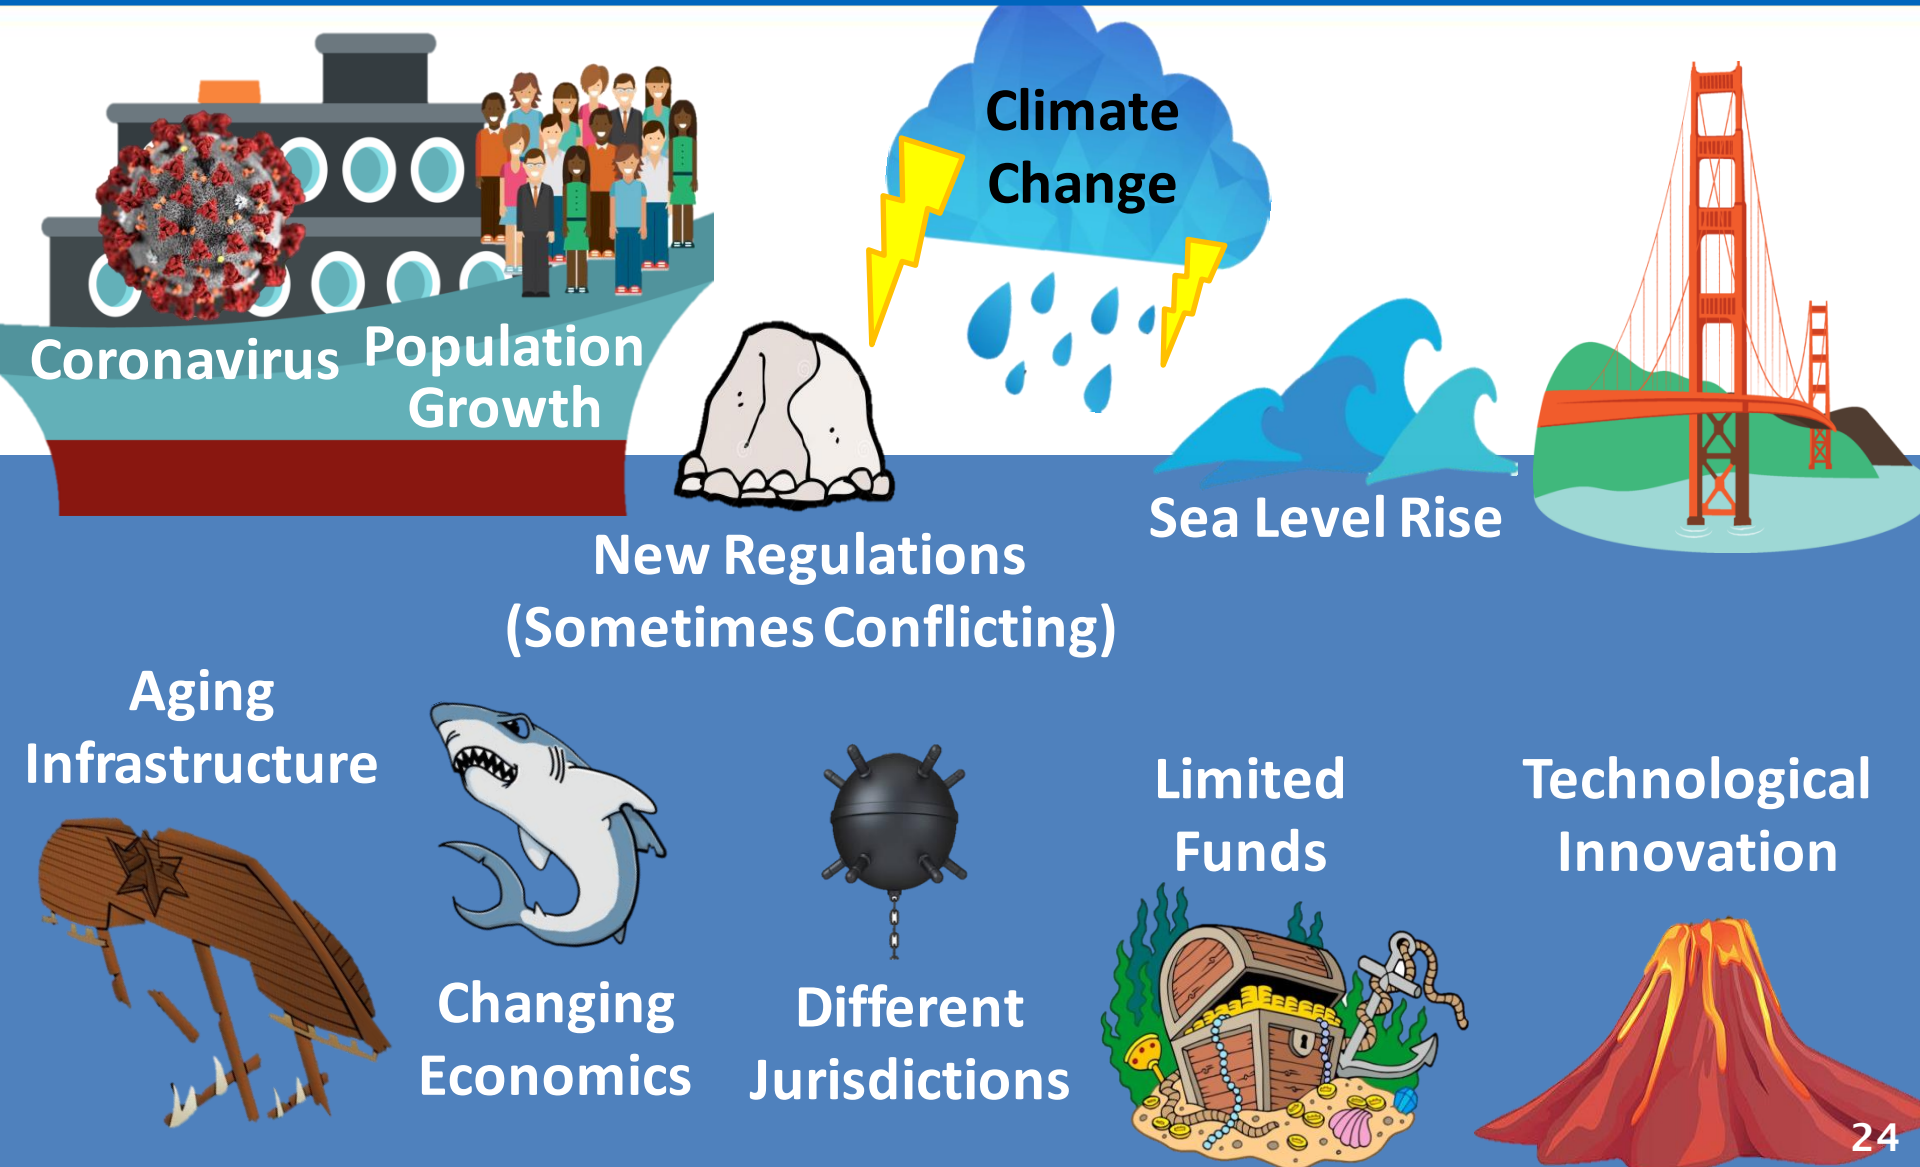 Climate
Change
Coronavirus
Population
Growth
Sea Level Rise
New Regulations
(Sometimes Conflicting)
Aging
Infrastructure
Changing
Economics
Different
Jurisdictions
Limited
Funds
Technological
Innovation
24